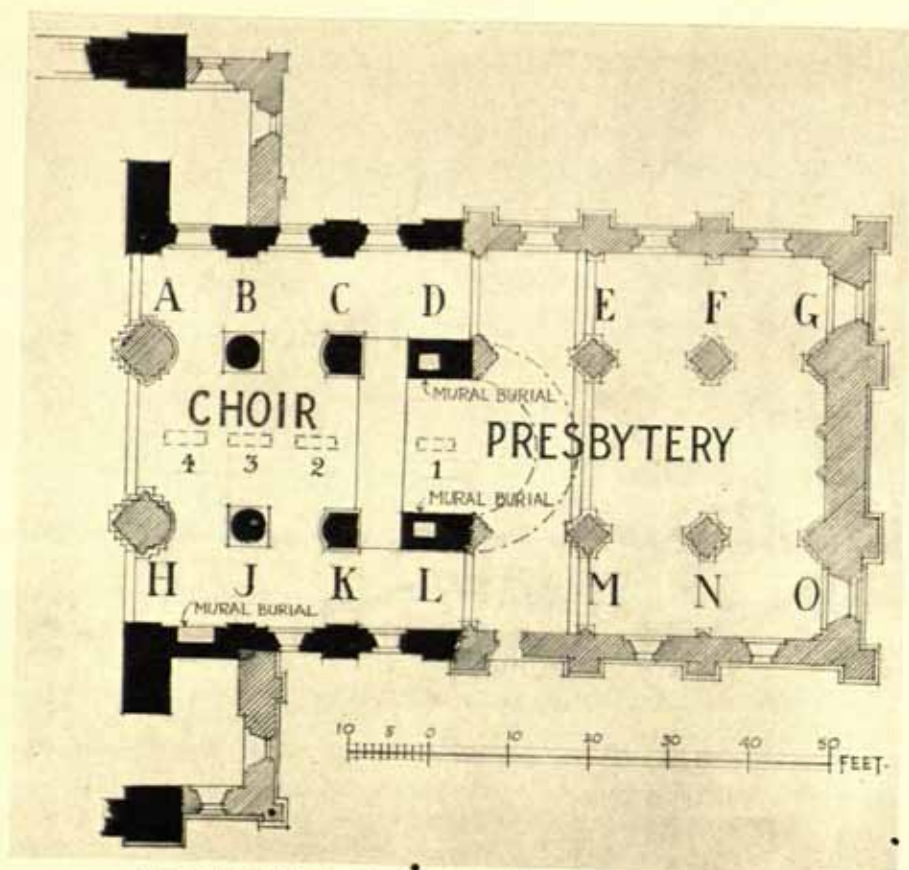 A B C D E F G
MURAL BURIAL
CHOIR
PRESBYTERY
4 3 2 1
MURAL BURIAL
H J K L M N O
MURAL BURIAL
10 5 0 10 20 30 40 50
FEET.